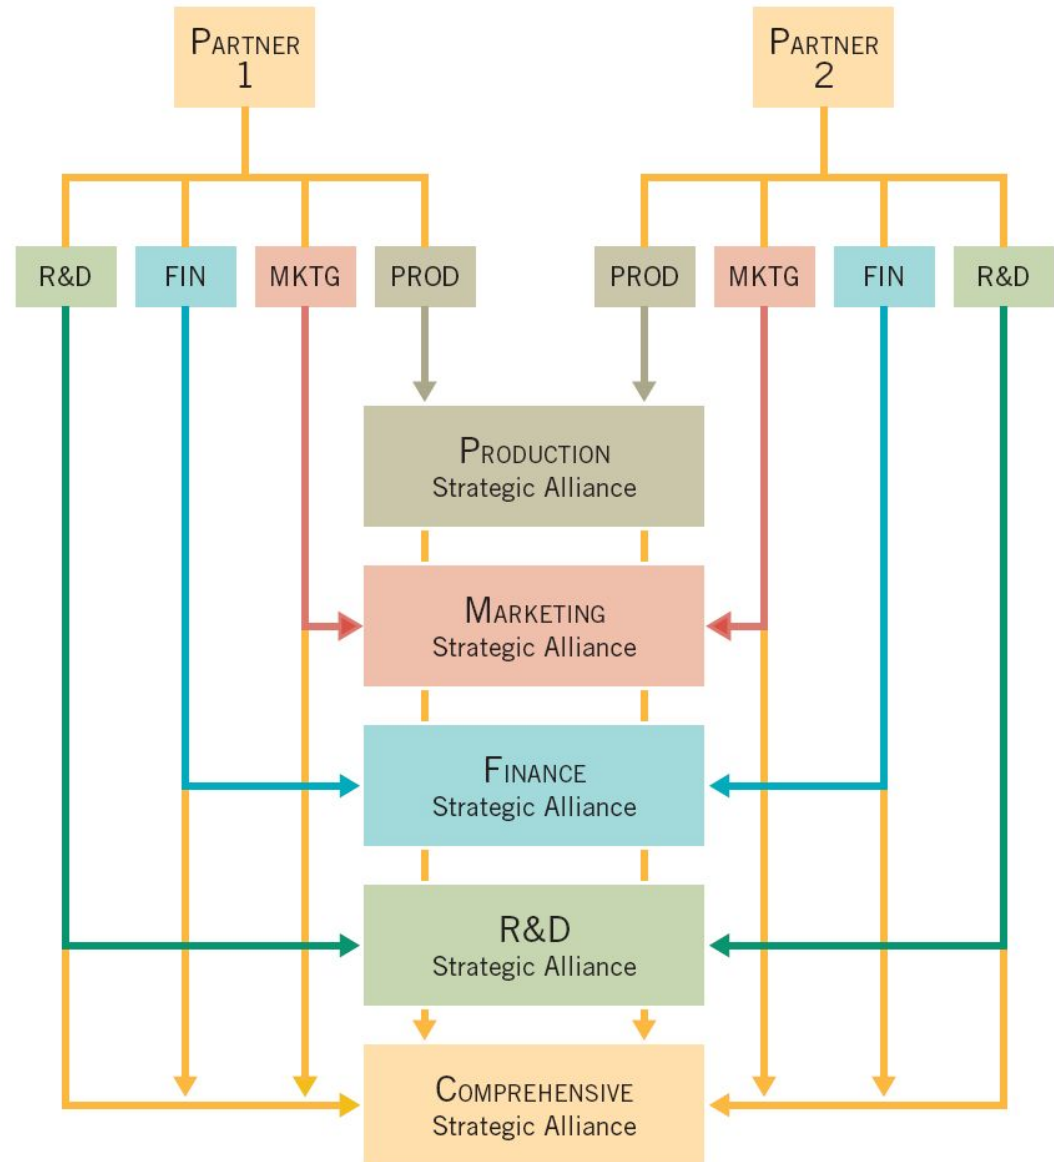 PARTNER
1
PARTNER
2
R&D
FIN
MKTG
PROD
PROD
MKTG
FIN
R&D
PRODUCTION
Strategic Alliance
MARKETING
Strategic Alliance
FINANCE
Strategic Alliance
R&D
Strategic Alliance
COMPREHENSIVE
Strategic Alliance